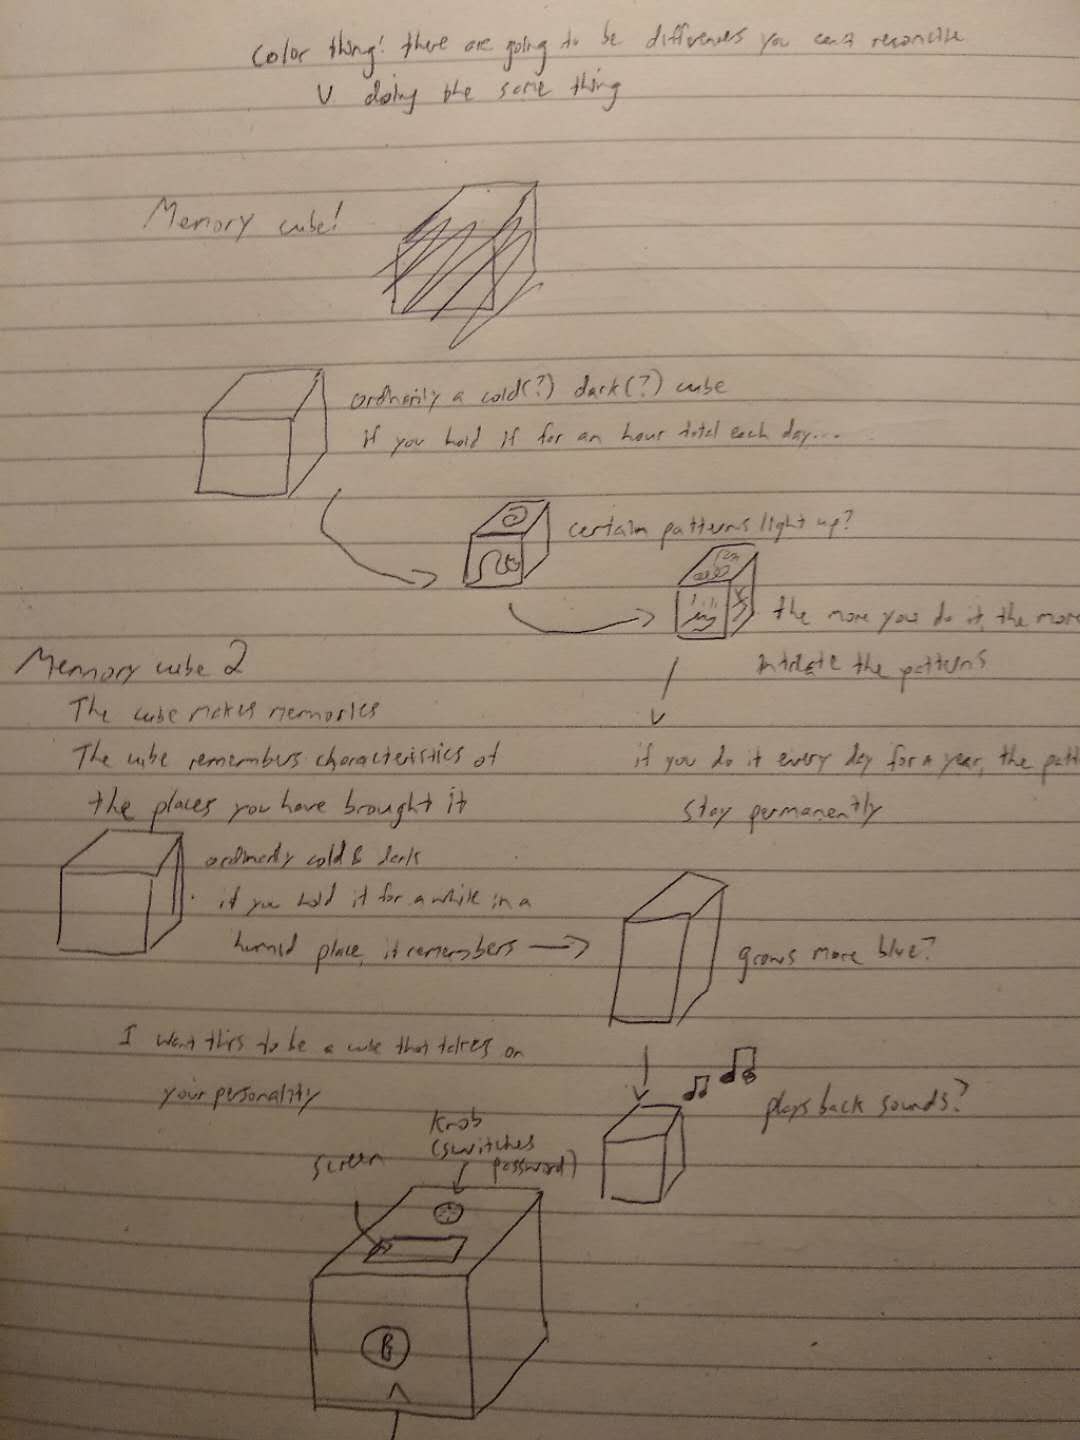 Color thing! there are going to be differences you can't reconcile
V doing the same thing
Memory cube!
ordinarily a cold(?) dark(?) cube
if you hold it for an hour total each day...
certain patterns light up?
the more you do it, the more
intricate the patterns
if you do it every day for a year, the patt
stay permanently
Memory cube 2
The cube makes memories
The cube remembers characteristics of
the places you have brought it
ordinarily cold & dark
if you hold it for a while in a
humid place, it remembers
grows more blue?
plays back sounds?
I want this to be a cube that takes on
your personality
knob
(switches
password)
screen